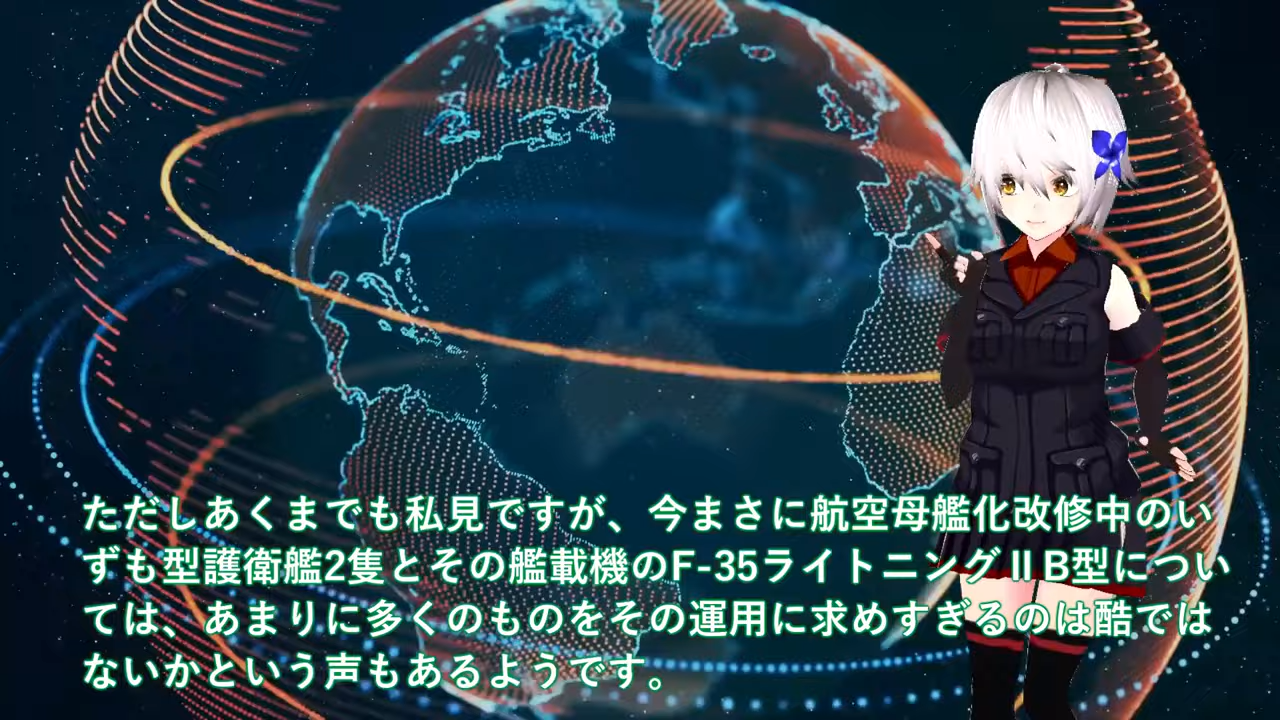 ただしあくまでも私見ですが、今まさに航空母艦化改修中のい
ずも型護衛艦2隻とその艦載機のF-35ライトニングⅡB型につい
ては、あまりに多くのものをその運用に求めすぎるのは酷では
ないかという声もあるようです。